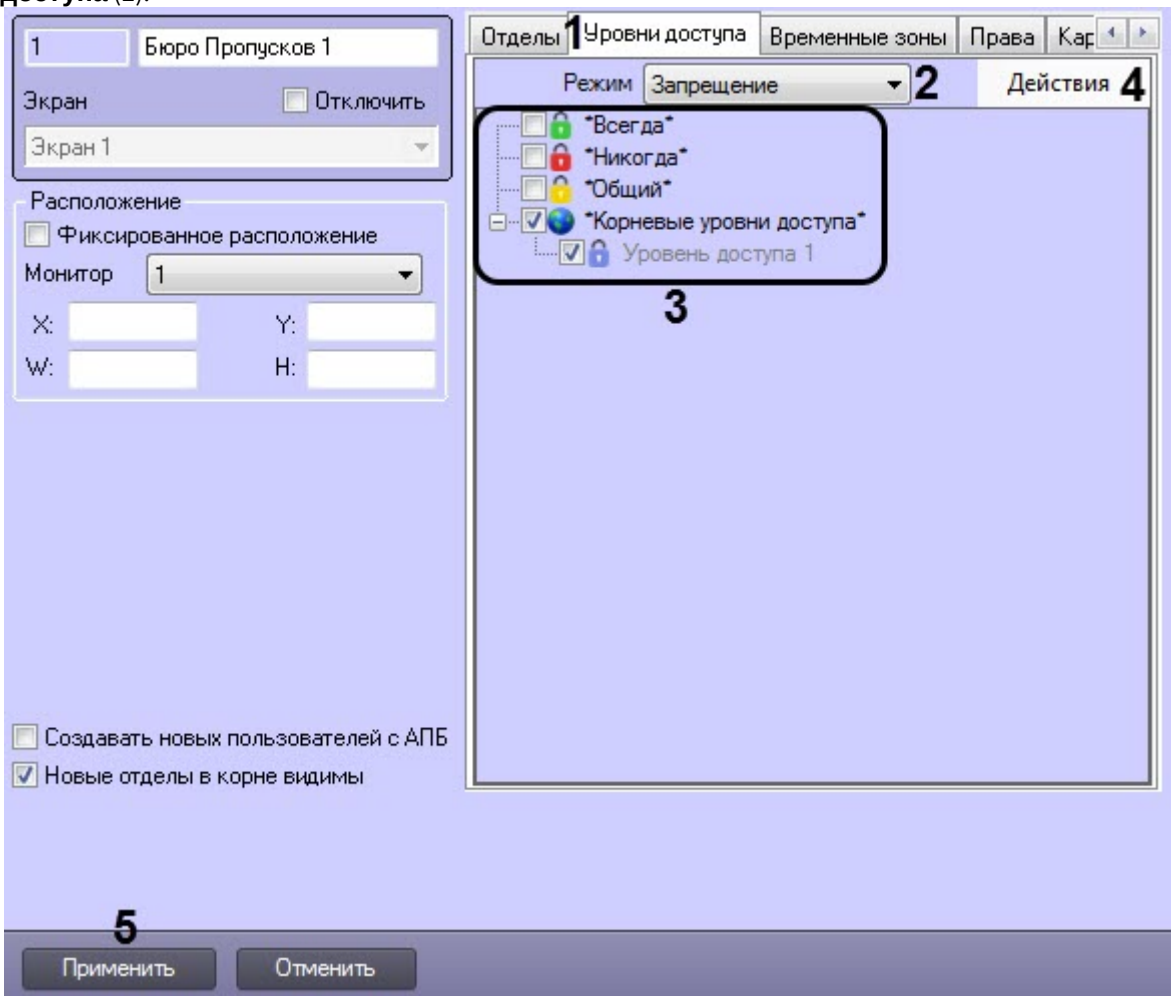 доступа (2).
1 Бюро Пропусков 1
Экран Отключить
Экран 1
Расположение
Фиксированное расположение
Монитор 1
X: Y:
W: H:
Создавать новых пользователей с АПБ
Новые отделы в корне видимы
Отделы 1 Уровни доступа Временные зоны Права Кар
Режим Запрещение 2 Действия 4
*Всегда*
*Никогда*
*Общий*
*Корневые уровни доступа*
Уровень доступа 1
3
5
Применить Отменить